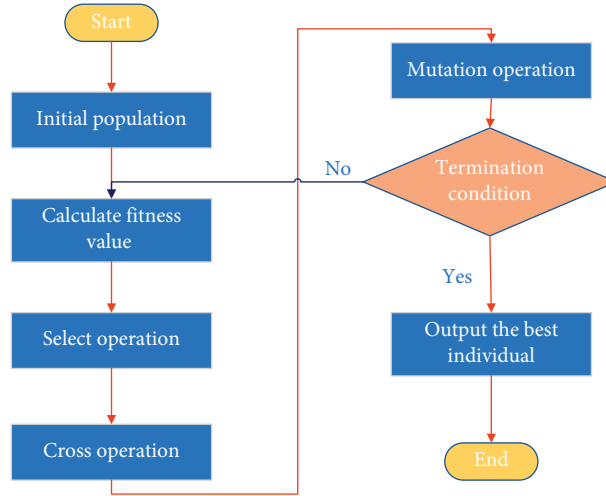 Start
Initial population
Calculate fitness
value
Select operation
Cross operation
Mutation operation
Termination
condition
No
Yes
Output the best
individual
End